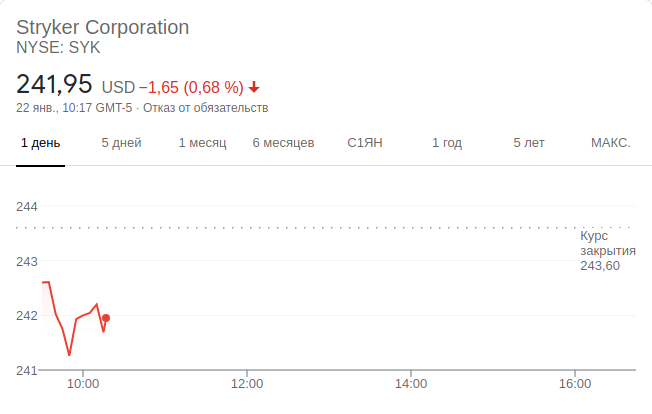 Stryker Corporation
NYSE: SYK
241,95 USD −1,65 (0,68 %)
22 янв., 10:17 GMT-5 · Отказ от обязательств
1 день 5 дней 1 месяц 6 месяцев С1ЯН 1 год 5 лет МАКС.
244
Курс
закрытия
243,60
243
242
241
10:00 12:00 14:00 16:00